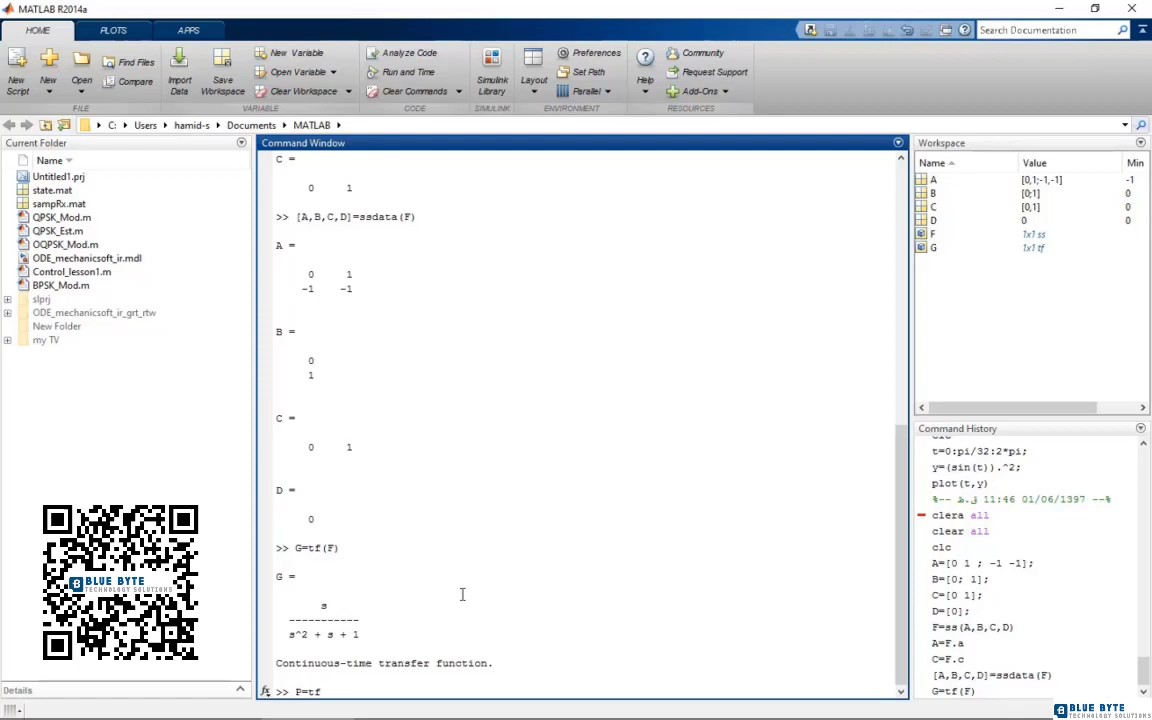 MATLAB R2014a
HOME
PLOTS
APPS
Search Documentation
New Script
New
Open
Find Files
Compare
Import Data
Save Workspace
New Variable
Open Variable
Clear Workspace
Analyze Code
Run and Time
Clear Commands
Simulink Library
Layout
Preferences
Set Path
Parallel
Help
Community
Request Support
Add-Ons
FILE
VARIABLE
CODE
SIMULINK
ENVIRONMENT
RESOURCES
C: Users hamid-s Documents MATLAB
Current Folder
Name
Untitled1.prj
state.mat
sampRx.mat
QPSK_Mod.m
QPSK_Est.m
OQPSK_Mod.m
ODE_mechanicsoft_ir.mdl
Control_lesson1.m
BPSK_Mod.m
slprj
ODE_mechanicsoft_ir_grt_rtw
New Folder
my TV
BLUE BYTE
TECHNOLOGY SOLUTIONS
Details
Command Window
C =
0 1
>> [A,B,C,D]=ssdata(F)
A =
0 1
-1 -1
B =
0
1
C =
0 1
D =
0
>> G=tf(F)
G =
s
-----------
s^2 + s + 1
Continuous-time transfer function.
fx >> P=tf
Workspace
Name Value Min
A [0,1;-1,-1] -1
B [0;1] 0
C [0,1] 0
D 0 0
F 1x1 ss
G 1x1 tf
Command History
clc
t=0:pi/32:2*pi;
y=(sin(t)).^2;
plot(t,y)
%-- ق.ظ 11:46 01/06/1397 --%
clera all
clear all
clc
A=[0 1 ; -1 -1];
B=[0; 1];
C=[0 1];
D=[0];
F=ss(A,B,C,D)
A=F.a
C=F.c
[A,B,C,D]=ssdata(F)
G=tf(F)
BLUE BYTE
TECHNOLOGY SOLUTIONS